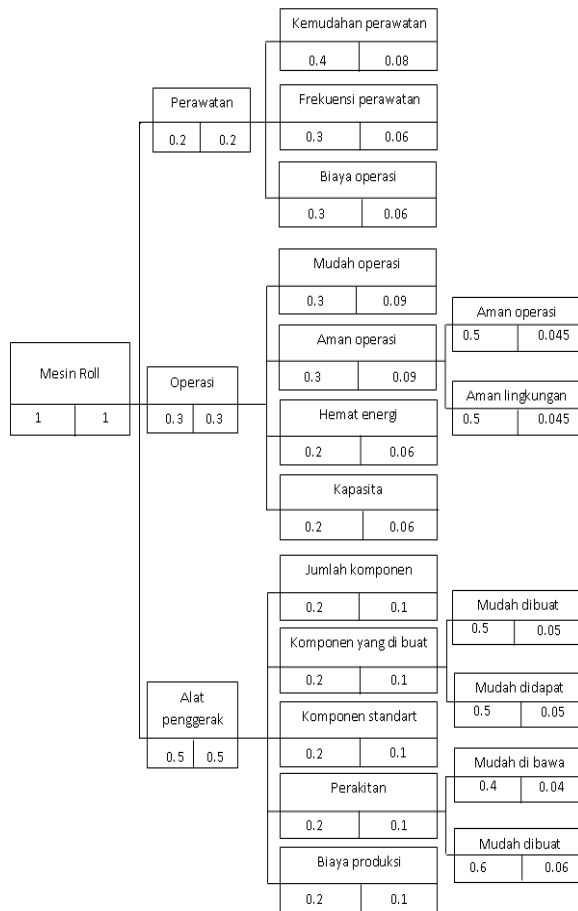 Mesin Roll
1 1
Perawatan
0.2 0.2
Kemudahan perawatan
0.4 0.08
Frekuensi perawatan
0.3 0.06
Biaya operasi
0.3 0.06
Operasi
0.3 0.3
Mudah operasi
0.3 0.09
Aman operasi
0.3 0.09
Aman operasi
0.5 0.045
Aman lingkungan
0.5 0.045
Hemat energi
0.2 0.06
Kapasita
0.2 0.06
Alat
penggerak
0.5 0.5
Jumlah komponen
0.2 0.1
Komponen yang di buat
0.2 0.1
Mudah dibuat
0.5 0.05
Mudah didapat
0.5 0.05
Komponen standart
0.2 0.1
Perakitan
0.2 0.1
Mudah di bawa
0.4 0.04
Mudah dibuat
0.6 0.06
Biaya produksi
0.2 0.1